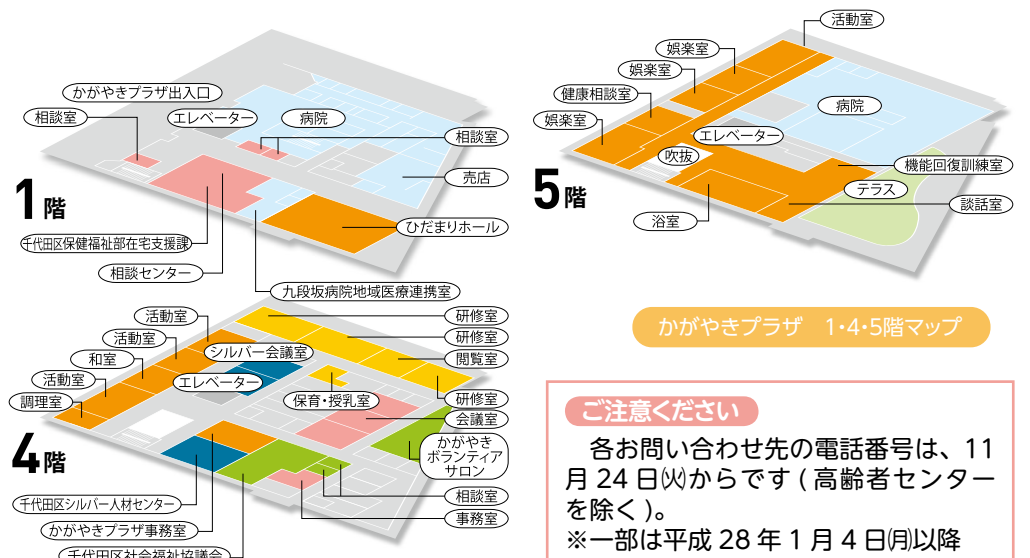 かがやきプラザ出入口
相談室
エレベーター
病院
相談室
売店
1階
ひだまりホール
千代田区保健福祉部在宅支援課
相談センター
九段坂病院地域医療連携室
活動室
研修室
活動室
研修室
シルバー会議室
和室
閲覧室
エレベーター
活動室
保育・授乳室
研修室
調理室
会議室
4階
かがやき
ボランティア
サロン
千代田区シルバー人材センター
相談室
かがやきプラザ事務室
事務室
千代田区社会福祉協議会
活動室
娯楽室
娯楽室
健康相談室
病院
娯楽室
エレベーター
吹抜
機能回復訓練室
5階
テラス
談話室
浴室
かがやきプラザ 1・4・5階マップ
ご注意ください
各お問い合わせ先の電話番号は、11
月 24 日㈫からです ( 高齢者センター
を除く )。
※一部は平成 28 年 1 月 4 日㈪以降